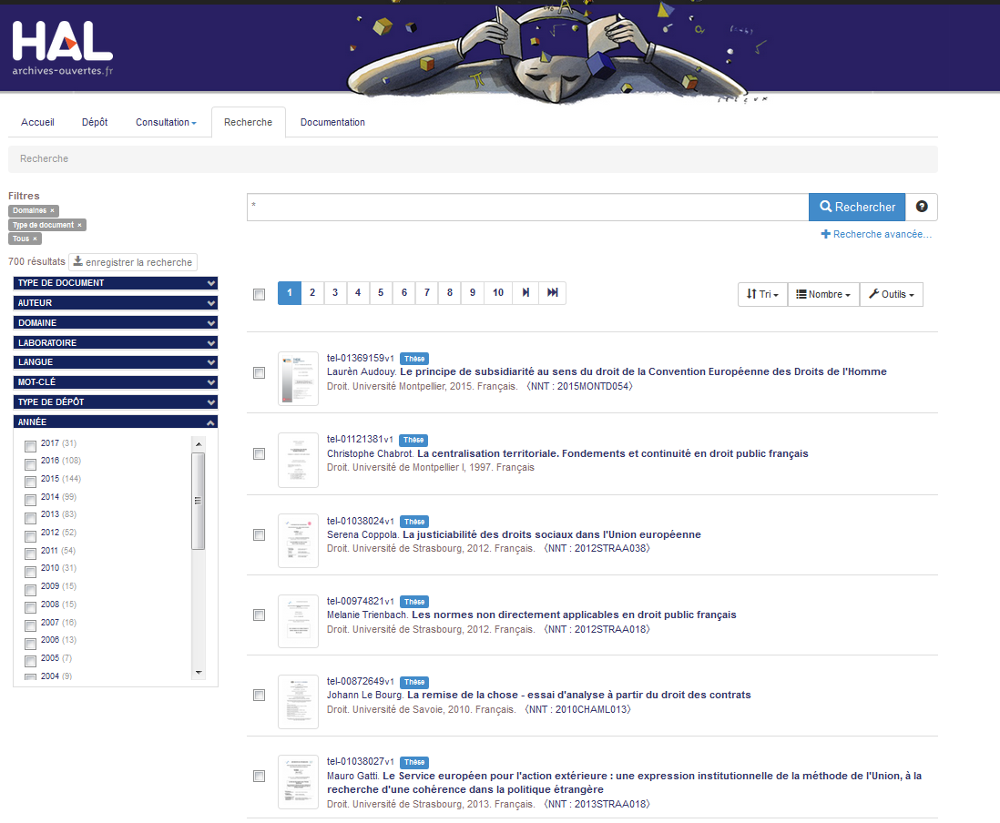 HAL
archives-ouvertes.fr
Accueil Dépôt Consultation Recherche Documentation
Recherche
Filtres
Domaines ×
Type de document ×
Tous ×
700 résultats enregistrer la recherche
TYPE DE DOCUMENT
AUTEUR
DOMAINE
LABORATOIRE
LANGUE
MOT-CLÉ
TYPE DE DÉPÔT
ANNÉE
2017 (31)
2016 (108)
2015 (144)
2014 (99)
2013 (83)
2012 (52)
2011 (54)
2010 (31)
2009 (15)
2008 (15)
2007 (16)
2006 (13)
2005 (7)
2004 (9)
* Rechercher ?
Recherche avancée...
1 2 3 4 5 6 7 8 9 10 Tri Nombre Outils
tel-01369159v1 Thèse
Laurèn Audouy. Le principe de subsidiarité au sens du droit de la Convention Européenne des Droits de l'Homme
Droit. Université Montpellier, 2015. Français. 〈NNT : 2015MONTD054〉
tel-01121381v1 Thèse
Christophe Chabrot. La centralisation territoriale. Fondements et continuité en droit public français
Droit. Université de Montpellier I, 1997. Français
tel-01038024v1 Thèse
Serena Coppola. La justiciabilité des droits sociaux dans l'Union européenne
Droit. Université de Strasbourg, 2012. Français. 〈NNT : 2012STRAA038〉
tel-00974821v1 Thèse
Melanie Trienbach. Les normes non directement applicables en droit public français
Droit. Université de Strasbourg, 2012. Français. 〈NNT : 2012STRAA018〉
tel-00872649v1 Thèse
Johann Le Bourg. La remise de la chose - essai d'analyse à partir du droit des contrats
Droit. Université de Savoie, 2010. Français. 〈NNT : 2010CHAML013〉
tel-01038027v1 Thèse
Mauro Gatti. Le Service européen pour l'action extérieure : une expression institutionnelle de la méthode de l'Union, à la
recherche d'une cohérence dans la politique étrangère
Droit. Université de Strasbourg, 2013. Français. 〈NNT : 2013STRAA018〉